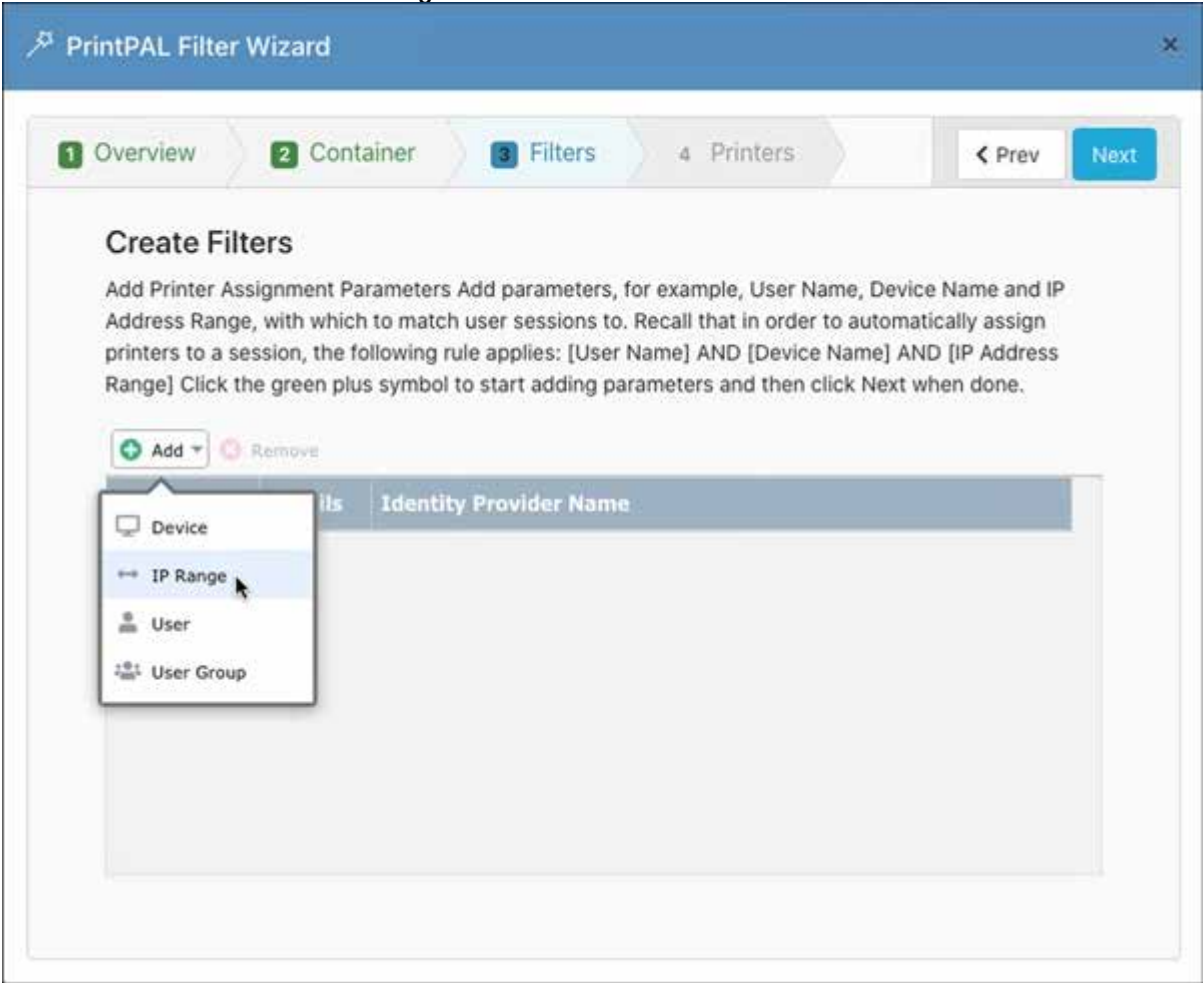 PrintPAL Filter Wizard
1 Overview 2 Container 3 Filters 4 Printers Prev Next
Create Filters
Add Printer Assignment Parameters Add parameters, for example, User Name, Device Name and IP
Address Range, with which to match user sessions to. Recall that in order to automatically assign
printers to a session, the following rule applies: [User Name] AND [Device Name] AND [IP Address
Range] Click the green plus symbol to start adding parameters and then click Next when done.
Add Remove
ils Identity Provider Name
Device
IP Range
User
User Group